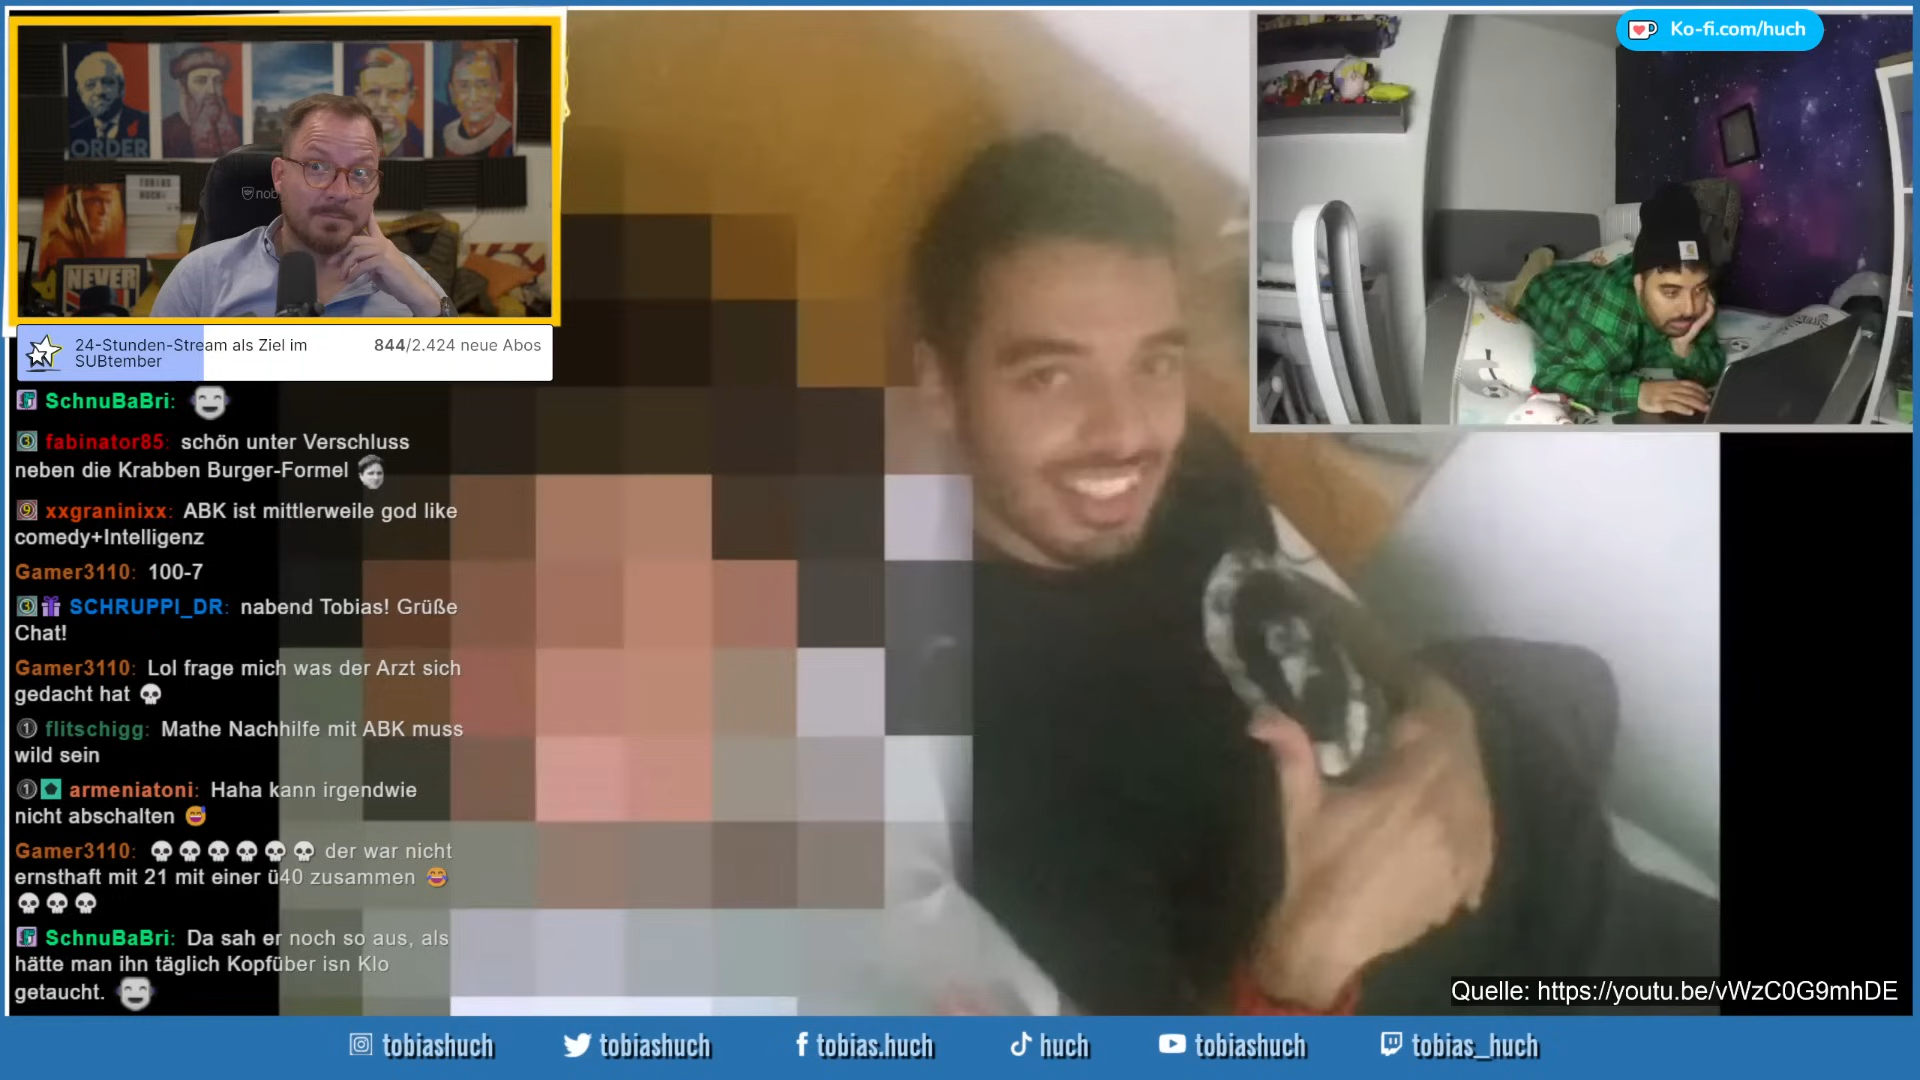 Ko-fi.com/huch
ORDER
TOBIAS
HUCH
nob
NEVER
24-Stunden-Stream als Ziel im
SUBtember
844/2.424 neue Abos
SchnuBaBri:
fabinator85: schön unter Verschluss
neben die Krabben Burger-Formel
xxgraninixx: ABK ist mittlerweile god like
comedy+Intelligenz
Gamer3110: 100-7
SCHRUPPI_DR: nabend Tobias! Grüße
Chat!
Gamer3110: Lol frage mich was der Arzt sich
gedacht hat 💀
flitschigg: Mathe Nachhilfe mit ABK muss
wild sein
armeniatoni: Haha kann irgendwie
nicht abschalten 😅
Gamer3110: 💀💀💀💀💀💀 der war nicht
ernsthaft mit 21 mit einer ü40 zusammen 😂
💀💀💀
SchnuBaBri: Da sah er noch so aus, als
hätte man ihn täglich Kopfüber isn Klo
getaucht.
Quelle: https://youtu.be/vWzC0G9mhDE
tobiashuch
tobiashuch
tobias.huch
huch
tobiashuch
tobias_huch